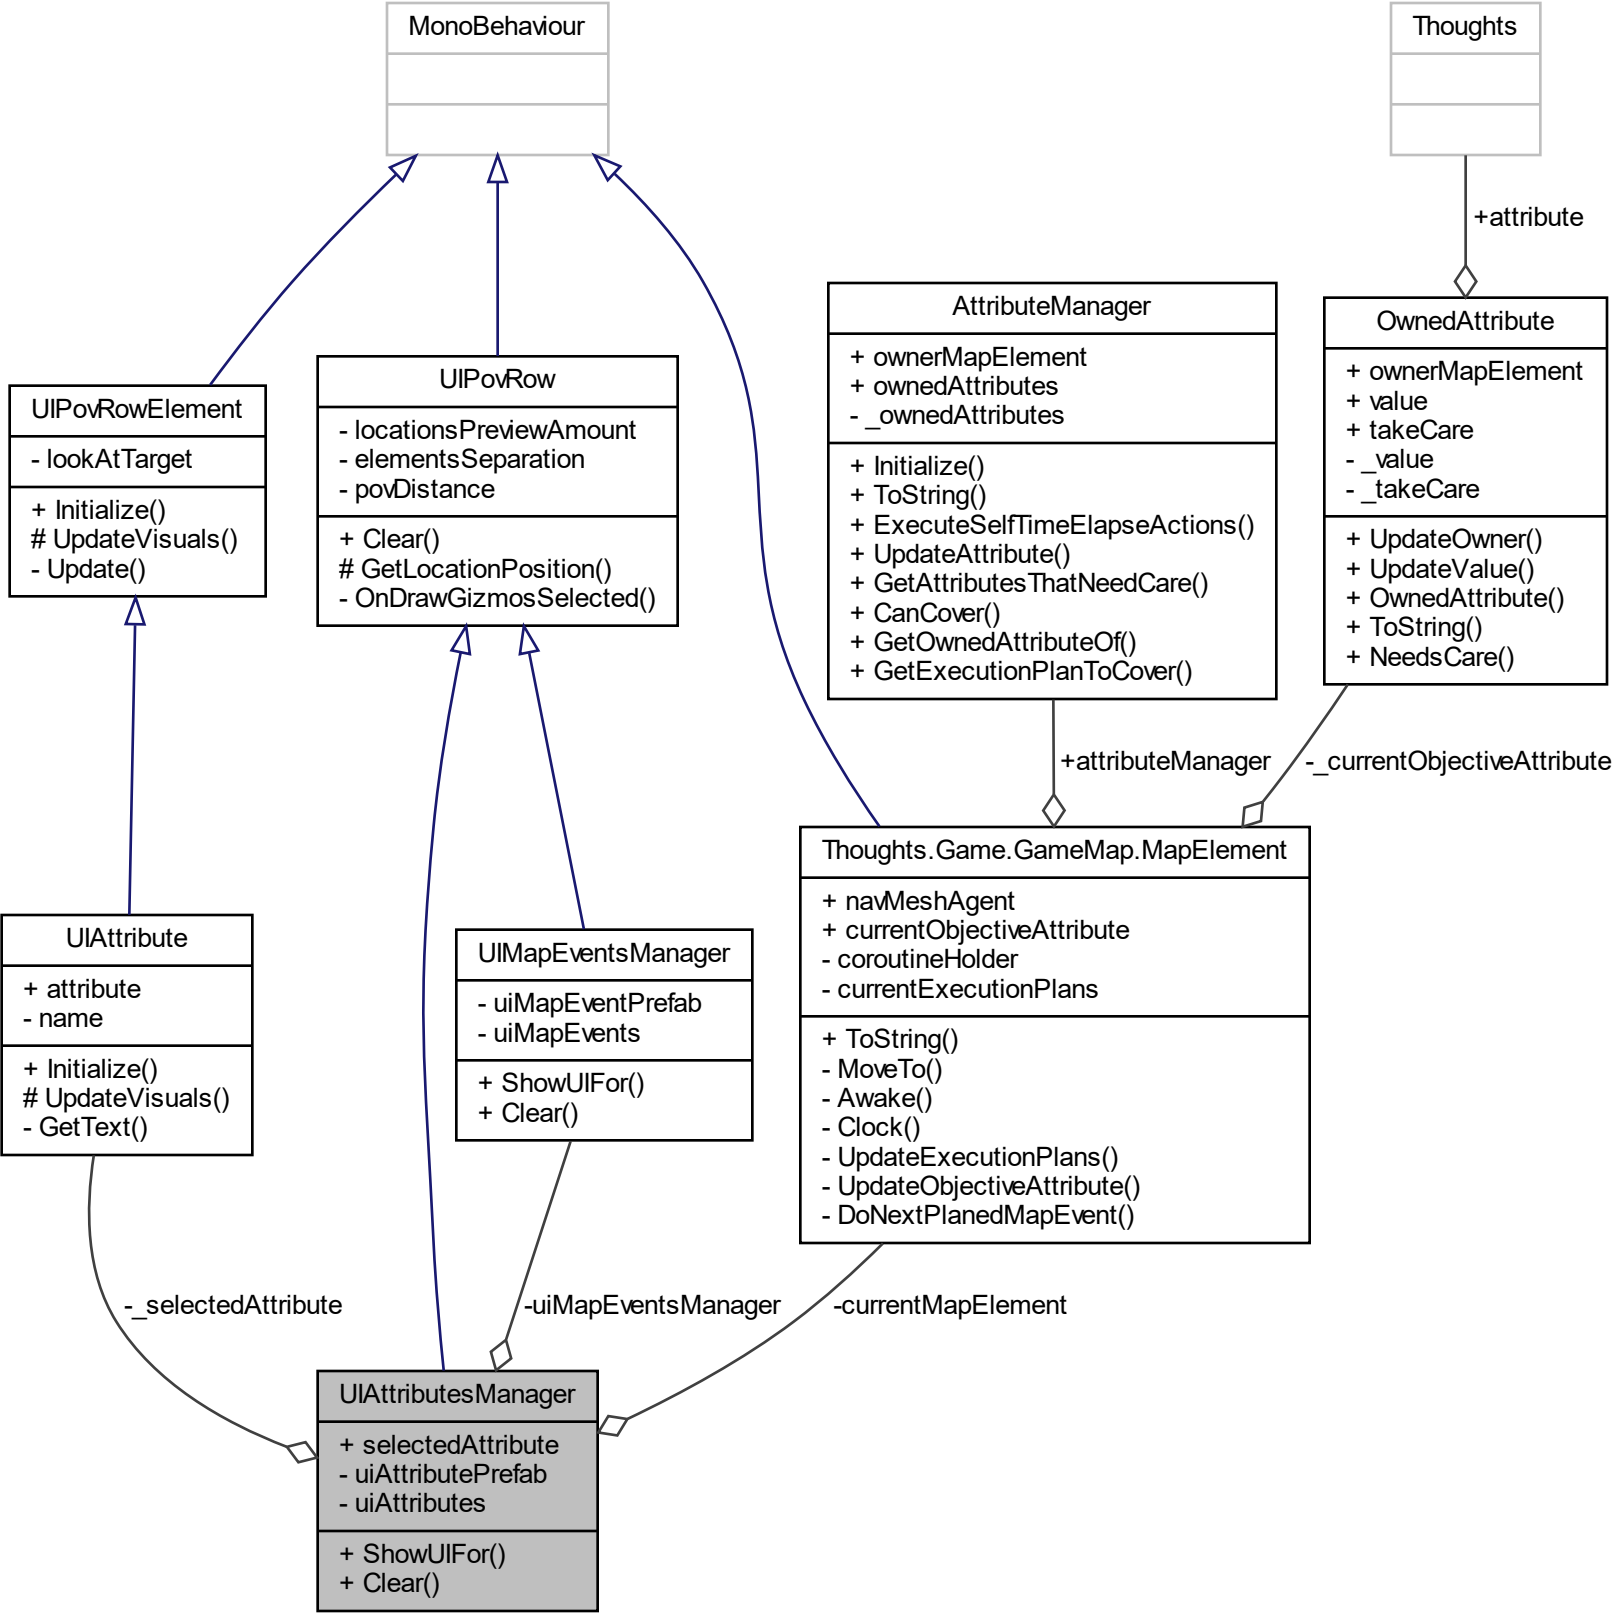 MonoBehaviour
Thoughts
+attribute
AttributeManager
+ ownerMapElement
+ ownedAttributes
- _ownedAttributes
+ Initialize()
+ ToString()
+ ExecuteSelfTimeElapseActions()
+ UpdateAttribute()
+ GetAttributesThatNeedCare()
+ CanCover()
+ GetOwnedAttributeOf()
+ GetExecutionPlanToCover()
OwnedAttribute
+ ownerMapElement
+ value
+ takeCare
- _value
- _takeCare
+ UpdateOwner()
+ UpdateValue()
+ OwnedAttribute()
+ ToString()
+ NeedsCare()
UIPovRow
- locationsPreviewAmount
- elementsSeparation
- povDistance
+ Clear()
# GetLocationPosition()
- OnDrawGizmosSelected()
UIPovRowElement
- lookAtTarget
+ Initialize()
# UpdateVisuals()
- Update()
+attributeManager
-_currentObjectiveAttribute
Thoughts.Game.GameMap.MapElement
+ navMeshAgent
+ currentObjectiveAttribute
- coroutineHolder
- currentExecutionPlans
+ ToString()
- MoveTo()
- Awake()
- Clock()
- UpdateExecutionPlans()
- UpdateObjectiveAttribute()
- DoNextPlanedMapEvent()
UIAttribute
+ attribute
- name
+ Initialize()
# UpdateVisuals()
- GetText()
UIMapEventsManager
- uiMapEventPrefab
- uiMapEvents
+ ShowUIFor()
+ Clear()
-_selectedAttribute
-uiMapEventsManager
-currentMapElement
UIAttributesManager
+ selectedAttribute
- uiAttributePrefab
- uiAttributes
+ ShowUIFor()
+ Clear()